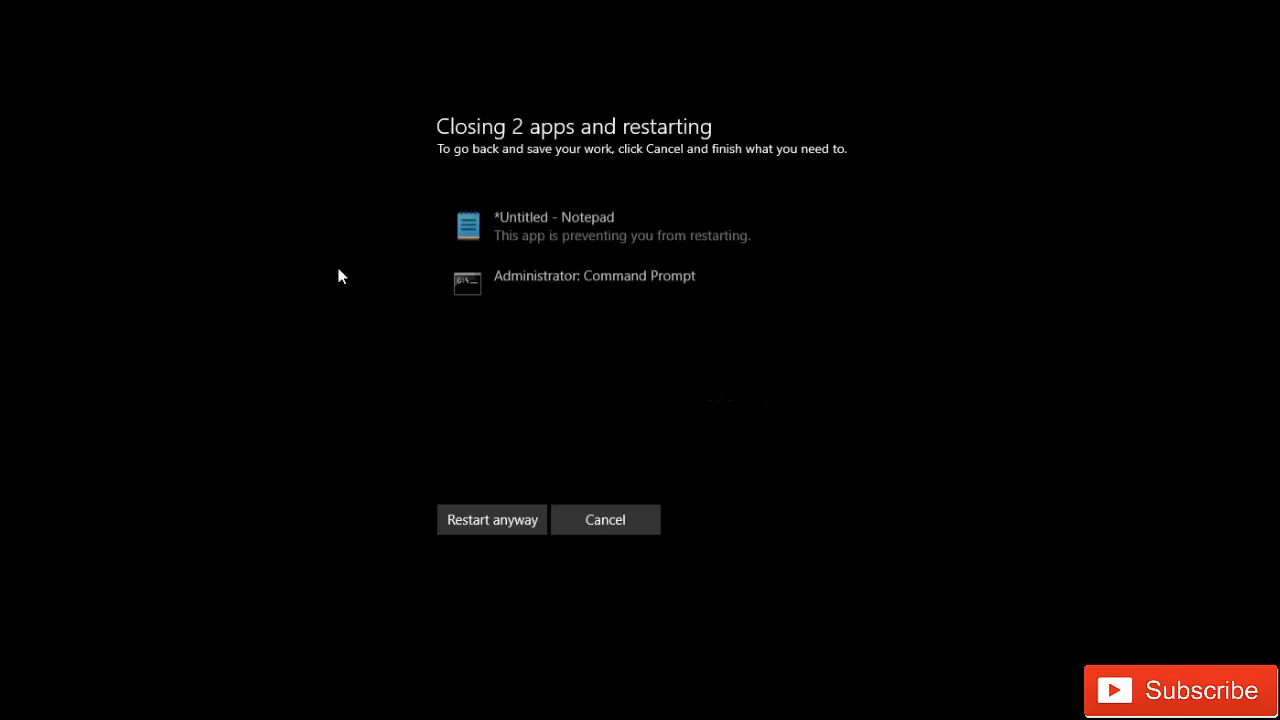 Closing 2 apps and restarting
To go back and save your work, click Cancel and finish what you need to.
*Untitled - Notepad
This app is preventing you from restarting.
Administrator: Command Prompt
Restart anyway
Cancel
Subscribe